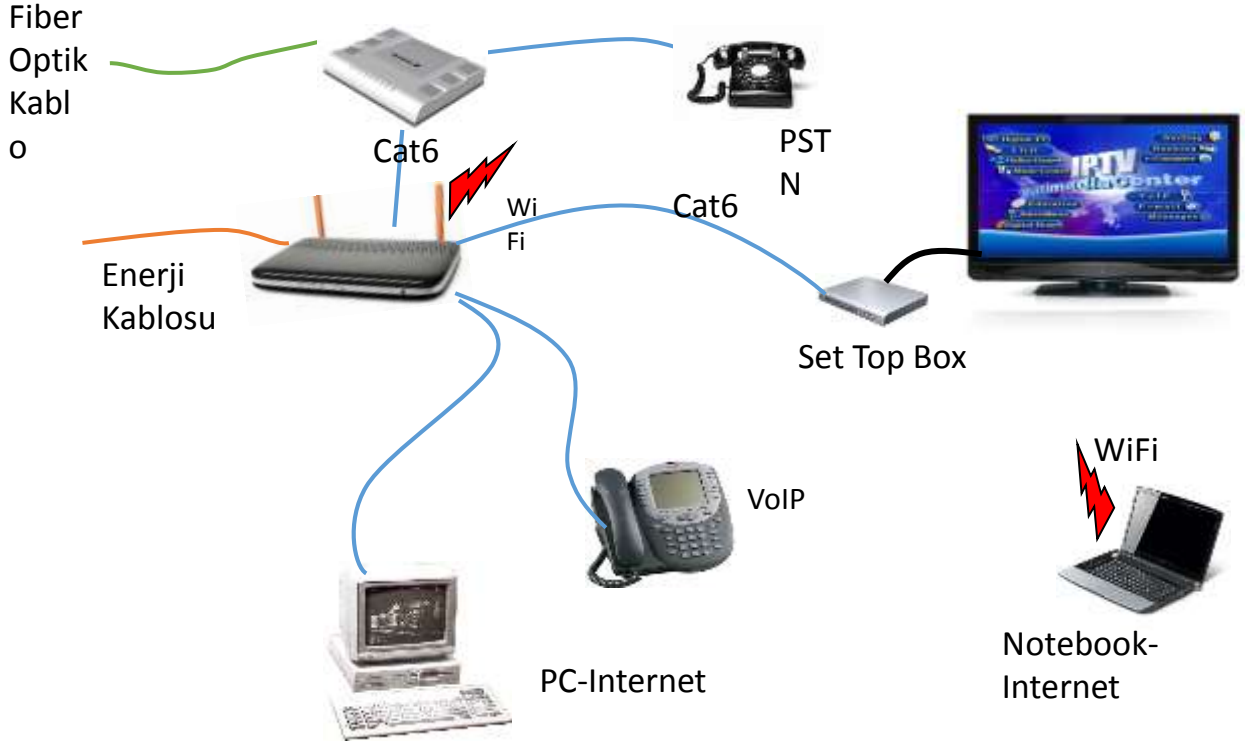 Fiber
Optik
Kabl
o
Cat6
PST
N
Wi
Fi
Cat6
IPTV
Enerji
Kablosu
Set Top Box
WiFi
VoIP
Notebook-
Internet
PC-Internet